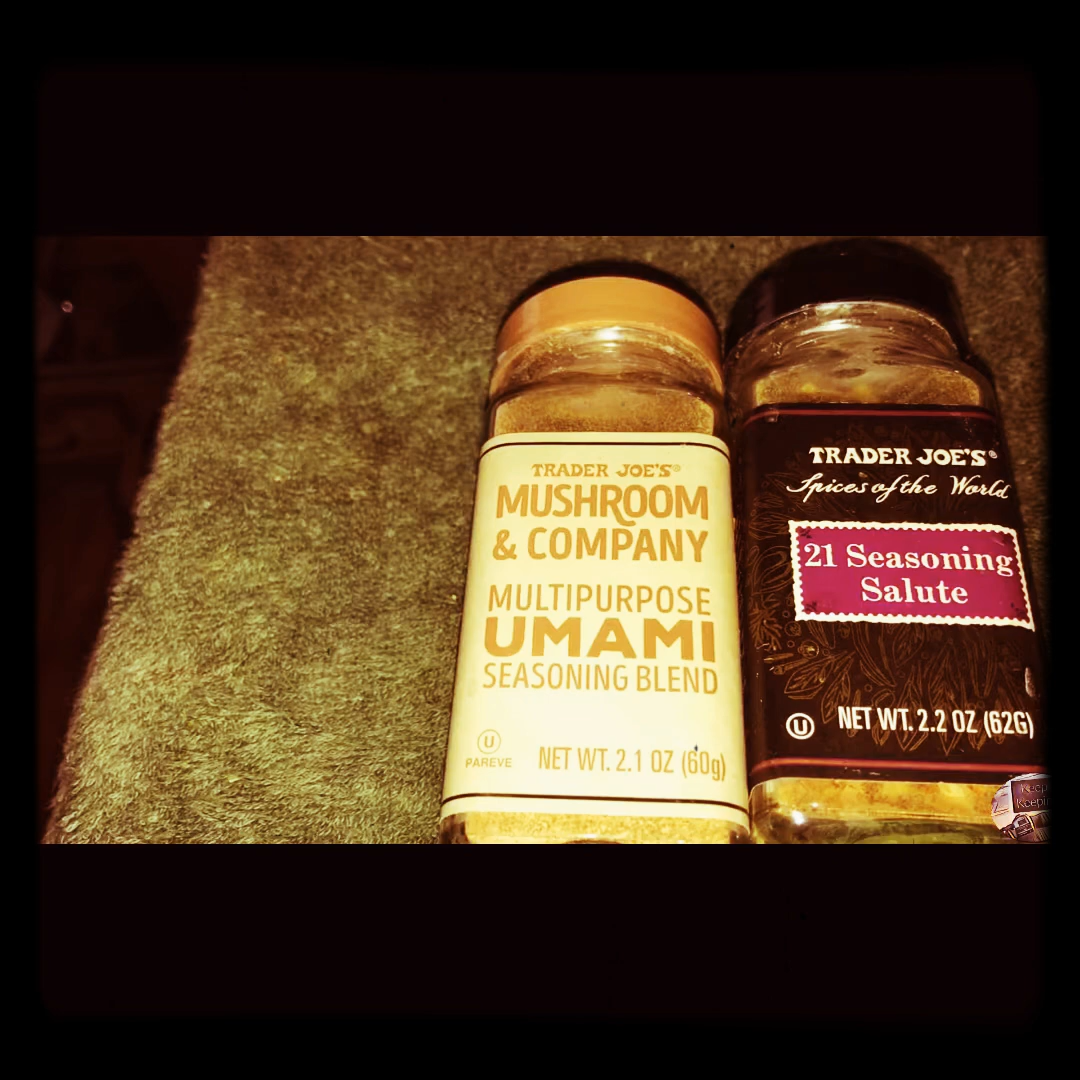 TRADER JOE'S®
MUSHROOM
& COMPANY
MULTIPURPOSE
UMAMI
SEASONING BLEND
U
PAREVE
NET WT. 2.1 OZ (60g)
TRADER JOE'S®
Spices of the World
21 Seasoning
Salute
U
NET WT. 2.2 OZ (62G)